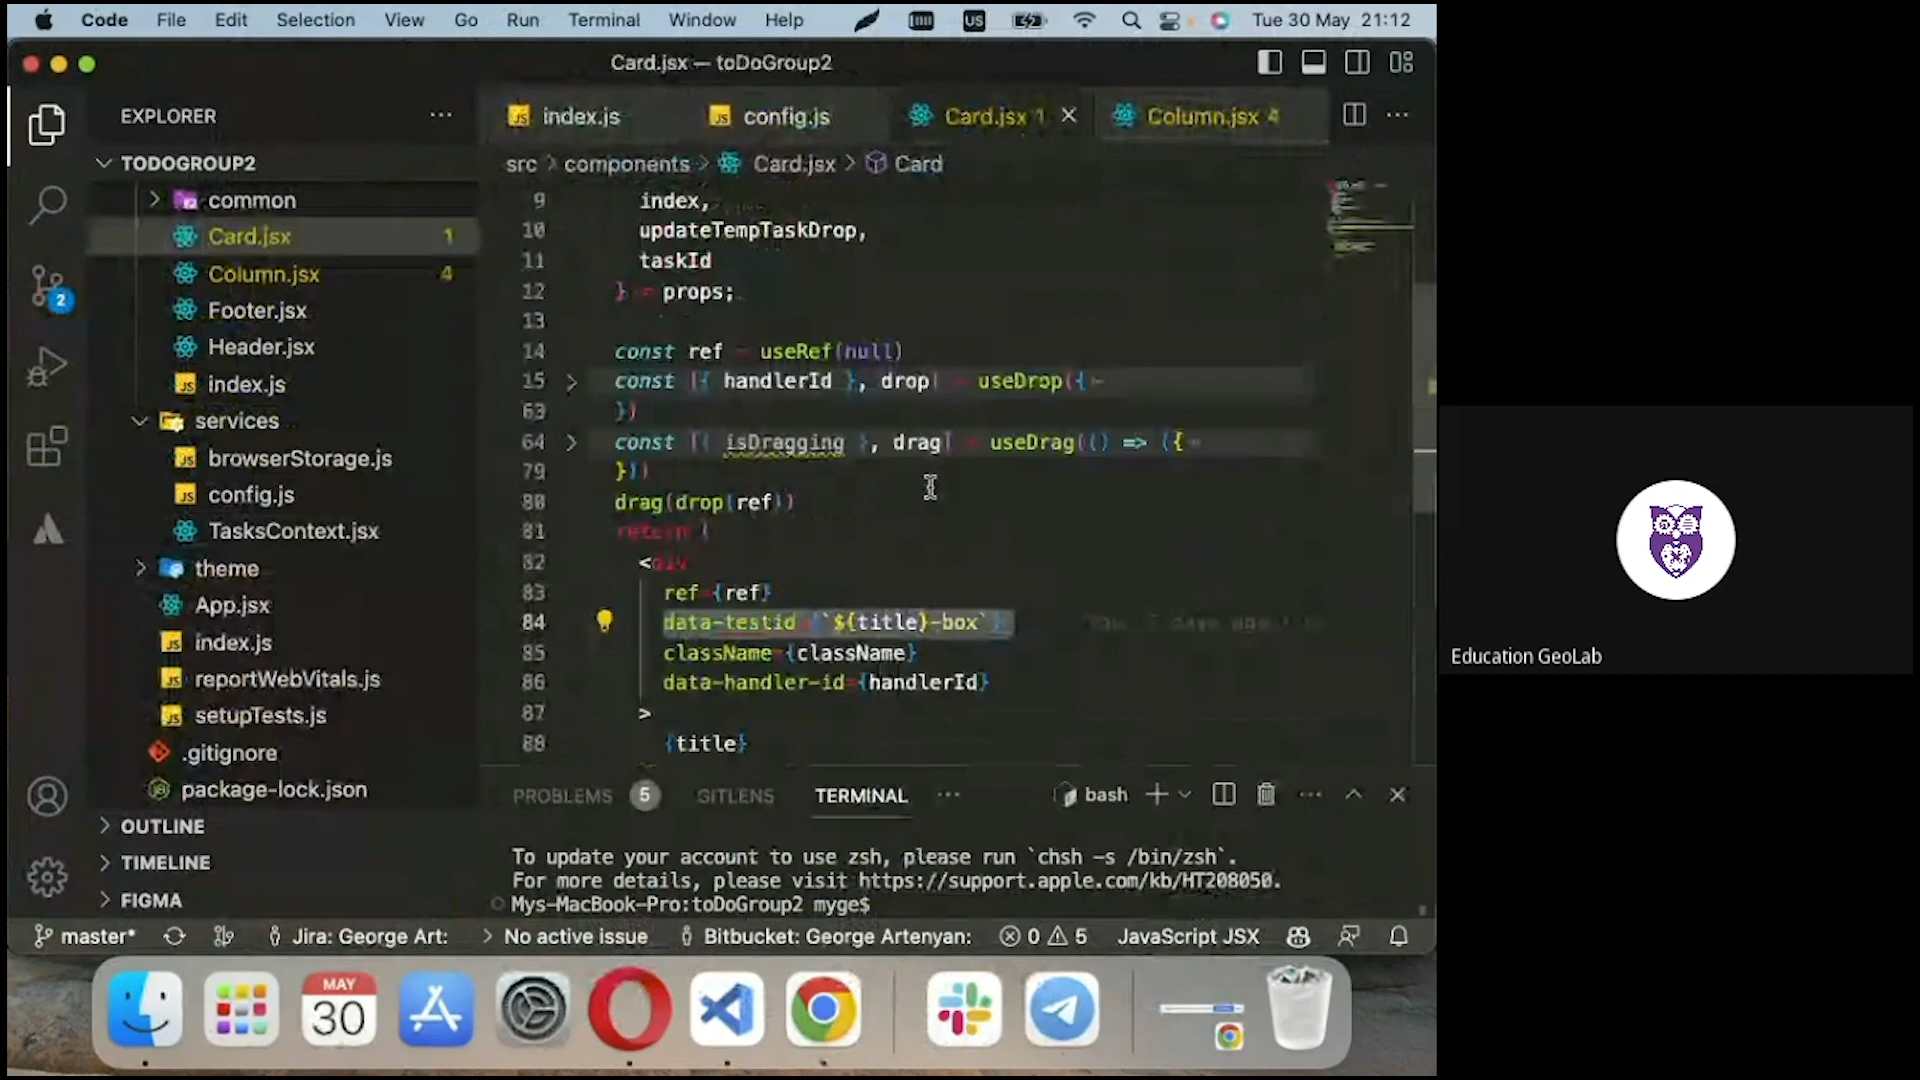 Code File Edit Selection View Go Run Terminal Window Help US Tue 30 May 21:12
Card.jsx — toDoGroup2
EXPLORER
TODOGROUP2
common
Card.jsx 1
Column.jsx 4
Footer.jsx
Header.jsx
index.js
services
browserStorage.js
config.js
TasksContext.jsx
theme
App.jsx
index.js
reportWebVitals.js
setupTests.js
.gitignore
package-lock.json
OUTLINE
TIMELINE
FIGMA
2
index.js config.js Card.jsx 1 Column.jsx 4
src > components > Card.jsx > Card
9 index,
10 updateTempTaskDrop,
11 taskId
12 } = props;
13
14 const ref = useRef(null)
15 const [{ handlerId }, drop] = useDrop({
63 })
64 const [{ isDragging }, drag] = useDrag(() => ({
79 }))
80 drag(drop(ref))
81 return (
82 <div
83 ref={ref}
84 data-testid={`${title}-box`}
85 className={className}
86 data-handler-id={handlerId}
87 >
88 {title}
PROBLEMS 5 GITLENS TERMINAL bash
To update your account to use zsh, please run `chsh -s /bin/zsh`.
For more details, please visit https://support.apple.com/kb/HT208050.
Mys-MacBook-Pro:toDoGroup2 myge$
master* Jira: George Art: No active issue Bitbucket: George Artenyan: 0 5 JavaScript JSX
MAY
30
Education GeoLab